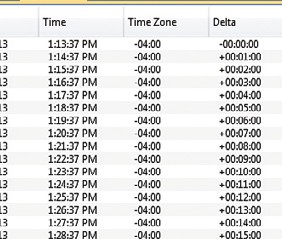 Time Time Zone Delta
13 1:13:37 PM -04:00 -00:00:00
13 1:14:37 PM -04:00 +00:01:00
13 1:15:37 PM -04:00 +00:02:00
13 1:16:37 PM -04:00 +00:03:00
13 1:17:37 PM -04:00 +00:04:00
13 1:18:37 PM -04:00 +00:05:00
13 1:19:37 PM -04:00 +00:06:00
13 1:20:37 PM -04:00 +00:07:00
13 1:21:37 PM -04:00 +00:08:00
13 1:22:37 PM -04:00 +00:09:00
13 1:23:37 PM -04:00 +00:10:00
13 1:24:37 PM -04:00 +00:11:00
13 1:25:37 PM -04:00 +00:12:00
13 1:26:37 PM -04:00 +00:13:00
13 1:27:37 PM -04:00 +00:14:00
13 1:28:37 PM -04:00 +00:15:00